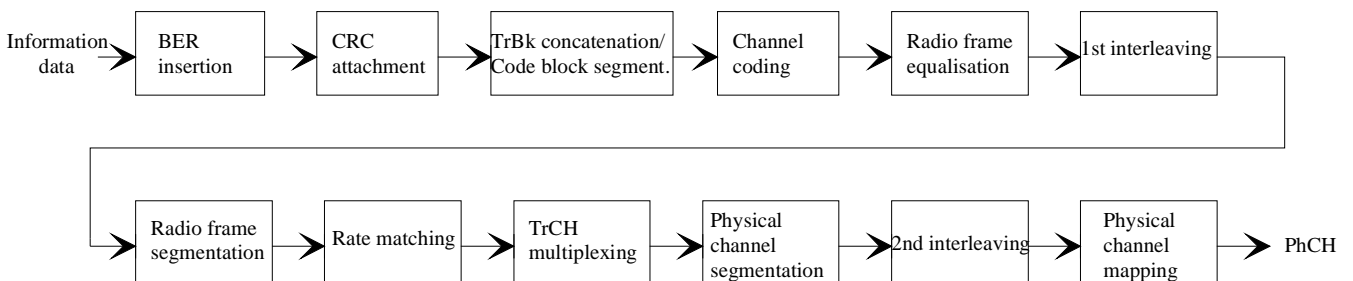 Information
data
BER
insertion
CRC
attachment
TrBk concatenation/
Code block segment.
Channel
coding
Radio frame
equalisation
1st interleaving
Radio frame
segmentation
Rate matching
TrCH
multiplexing
Physical
channel
segmentation
2nd interleaving
Physical
channel
mapping
PhCH